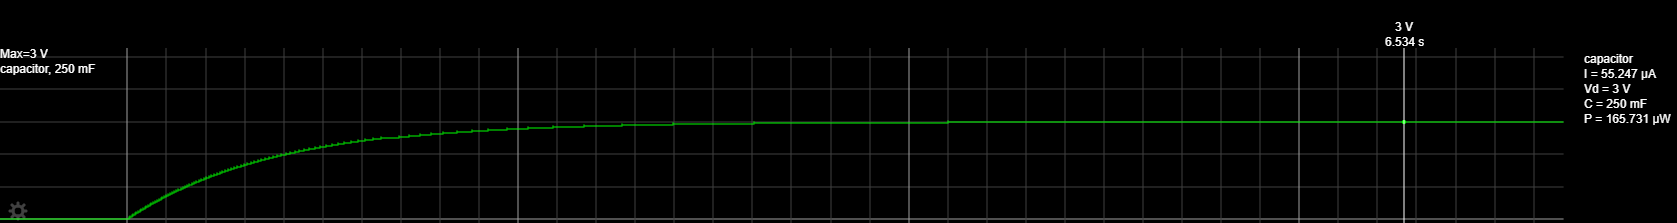 3 V
6.534 s
Max=3 V
capacitor, 250 mF
capacitor
I = 55.247 μA
Vd = 3 V
C = 250 mF
P = 165.731 μW